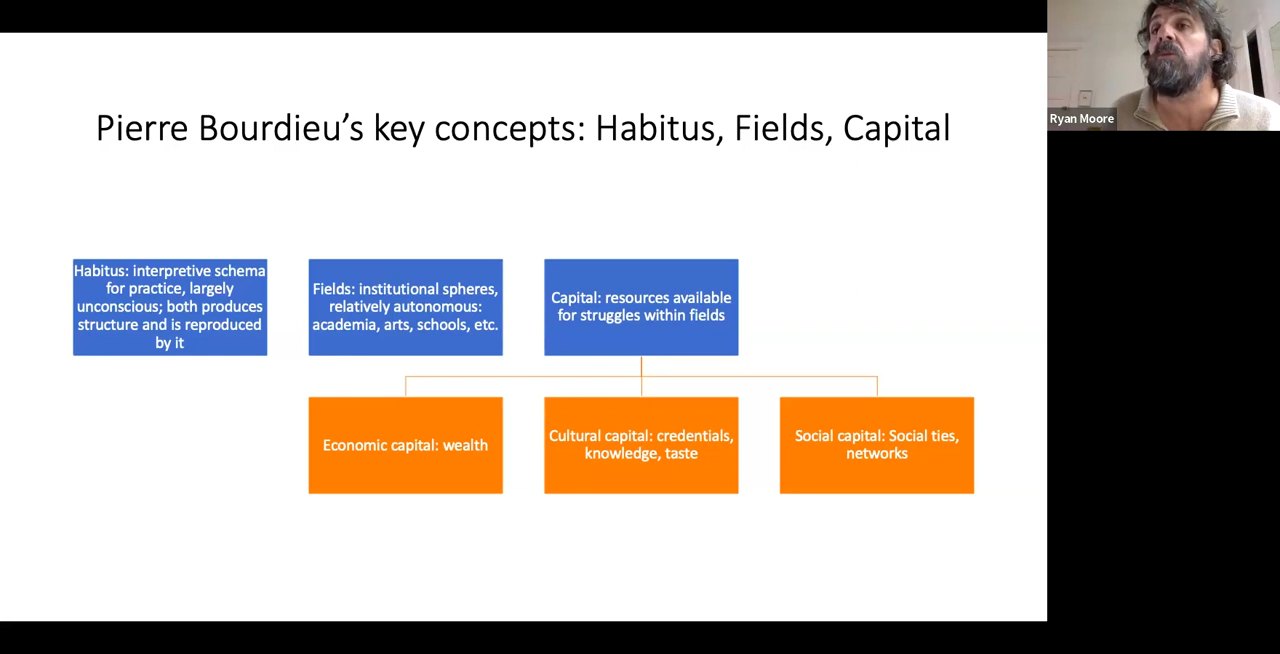 Pierre Bourdieu’s key concepts: Habitus, Fields, Capital
Ryan Moore
Habitus: interpretive schema
for practice, largely
unconscious; both produces
structure and is reproduced
by it
Fields: institutional spheres,
relatively autonomous:
academia, arts, schools, etc.
Capital: resources available
for struggles within fields
Economic capital: wealth
Cultural capital: credentials,
knowledge, taste
Social capital: Social ties,
networks